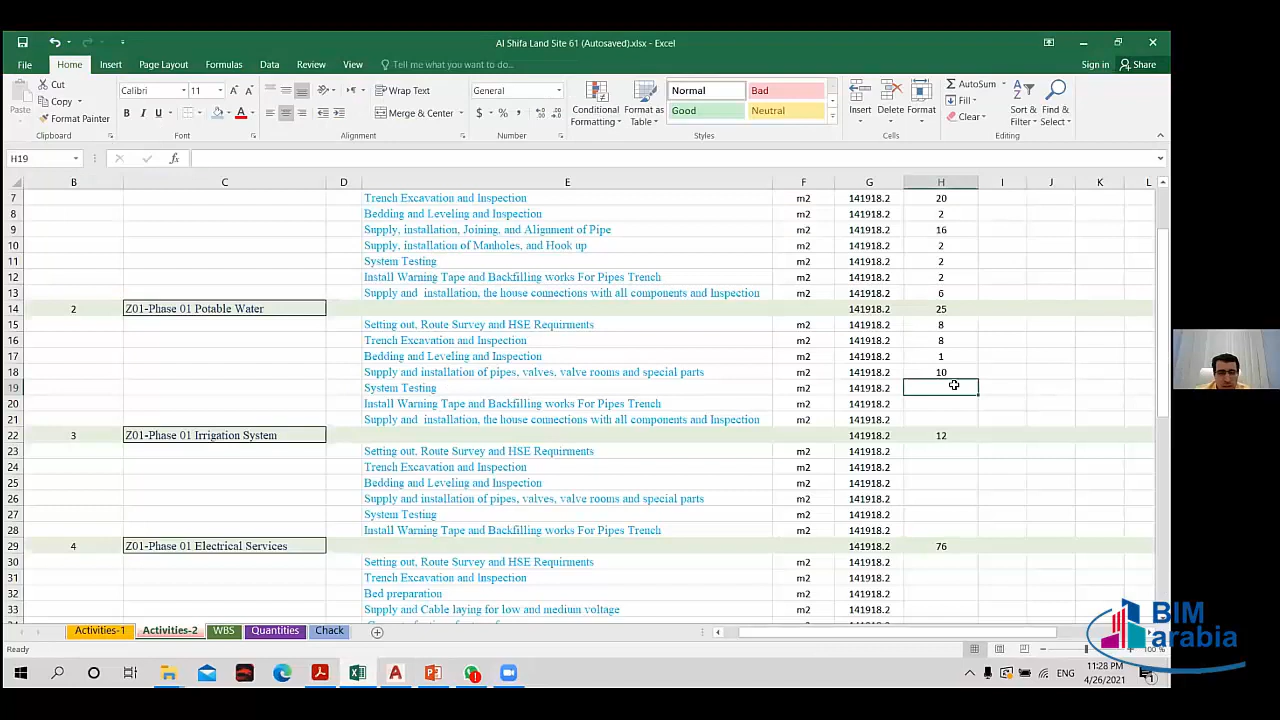 Al Shifa Land Site 61 (Autosaved).xlsx - Excel
File Home Insert Page Layout Formulas Data Review View Tell me what you want to do... Sign in Share
Paste Cut Calibri 11 Wrap Text General Normal Bad AutoSum
Copy Conditional Formatting Format as Table Insert Delete Format Fill Sort & Filter Find & Select
Format Painter B I U Merge & Center $ % Good Neutral Clear
Clipboard Font Alignment Number Styles Cells Editing
H19 fx
B C D E F G H I J K L
7 Trench Excavation and Inspection m2 141918.2 20
8 Bedding and Leveling and Inspection m2 141918.2 2
9 Supply, installation, Joining, and Alignment of Pipe m2 141918.2 16
10 Supply, installation of Manholes, and Hook up m2 141918.2 2
11 System Testing m2 141918.2 2
12 Install Warning Tape and Backfilling works For Pipes Trench m2 141918.2 2
13 Supply and installation, the house connections with all components and Inspection m2 141918.2 6
14 2 Z01-Phase 01 Potable Water 141918.2 25
15 Setting out, Route Survey and HSE Requirments m2 141918.2 8
16 Trench Excavation and Inspection m2 141918.2 8
17 Bedding and Leveling and Inspection m2 141918.2 1
18 Supply and installation of pipes, valves, valve rooms and special parts m2 141918.2 10
19 System Testing m2 141918.2
20 Install Warning Tape and Backfilling works For Pipes Trench m2 141918.2
21 Supply and installation, the house connections with all components and Inspection m2 141918.2
22 3 Z01-Phase 01 Irrigation System 141918.2 12
23 Setting out, Route Survey and HSE Requirments m2 141918.2
24 Trench Excavation and Inspection m2 141918.2
25 Bedding and Leveling and Inspection m2 141918.2
26 Supply and installation of pipes, valves, valve rooms and special parts m2 141918.2
27 System Testing m2 141918.2
28 Install Warning Tape and Backfilling works For Pipes Trench m2 141918.2
29 4 Z01-Phase 01 Electrical Services 141918.2 76
30 Setting out, Route Survey and HSE Requirments m2 141918.2
31 Trench Excavation and Inspection m2 141918.2
32 Bed preparation m2 141918.2
33 Supply and Cable laying for low and medium voltage m2 141918.2
Activities-1 Activities-2 WBS Quantities Chack
Ready 100 %
BIM
arabia
ENG 11:28 PM
4/26/2021